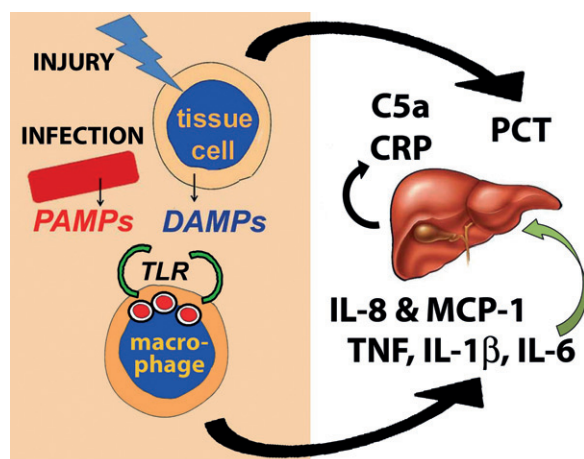 INJURY
tissue
cell
INFECTION
PAMPs
DAMPs
TLR
macro-
phage
C5a
CRP
PCT
IL-8 & MCP-1
TNF, IL-1β, IL-6